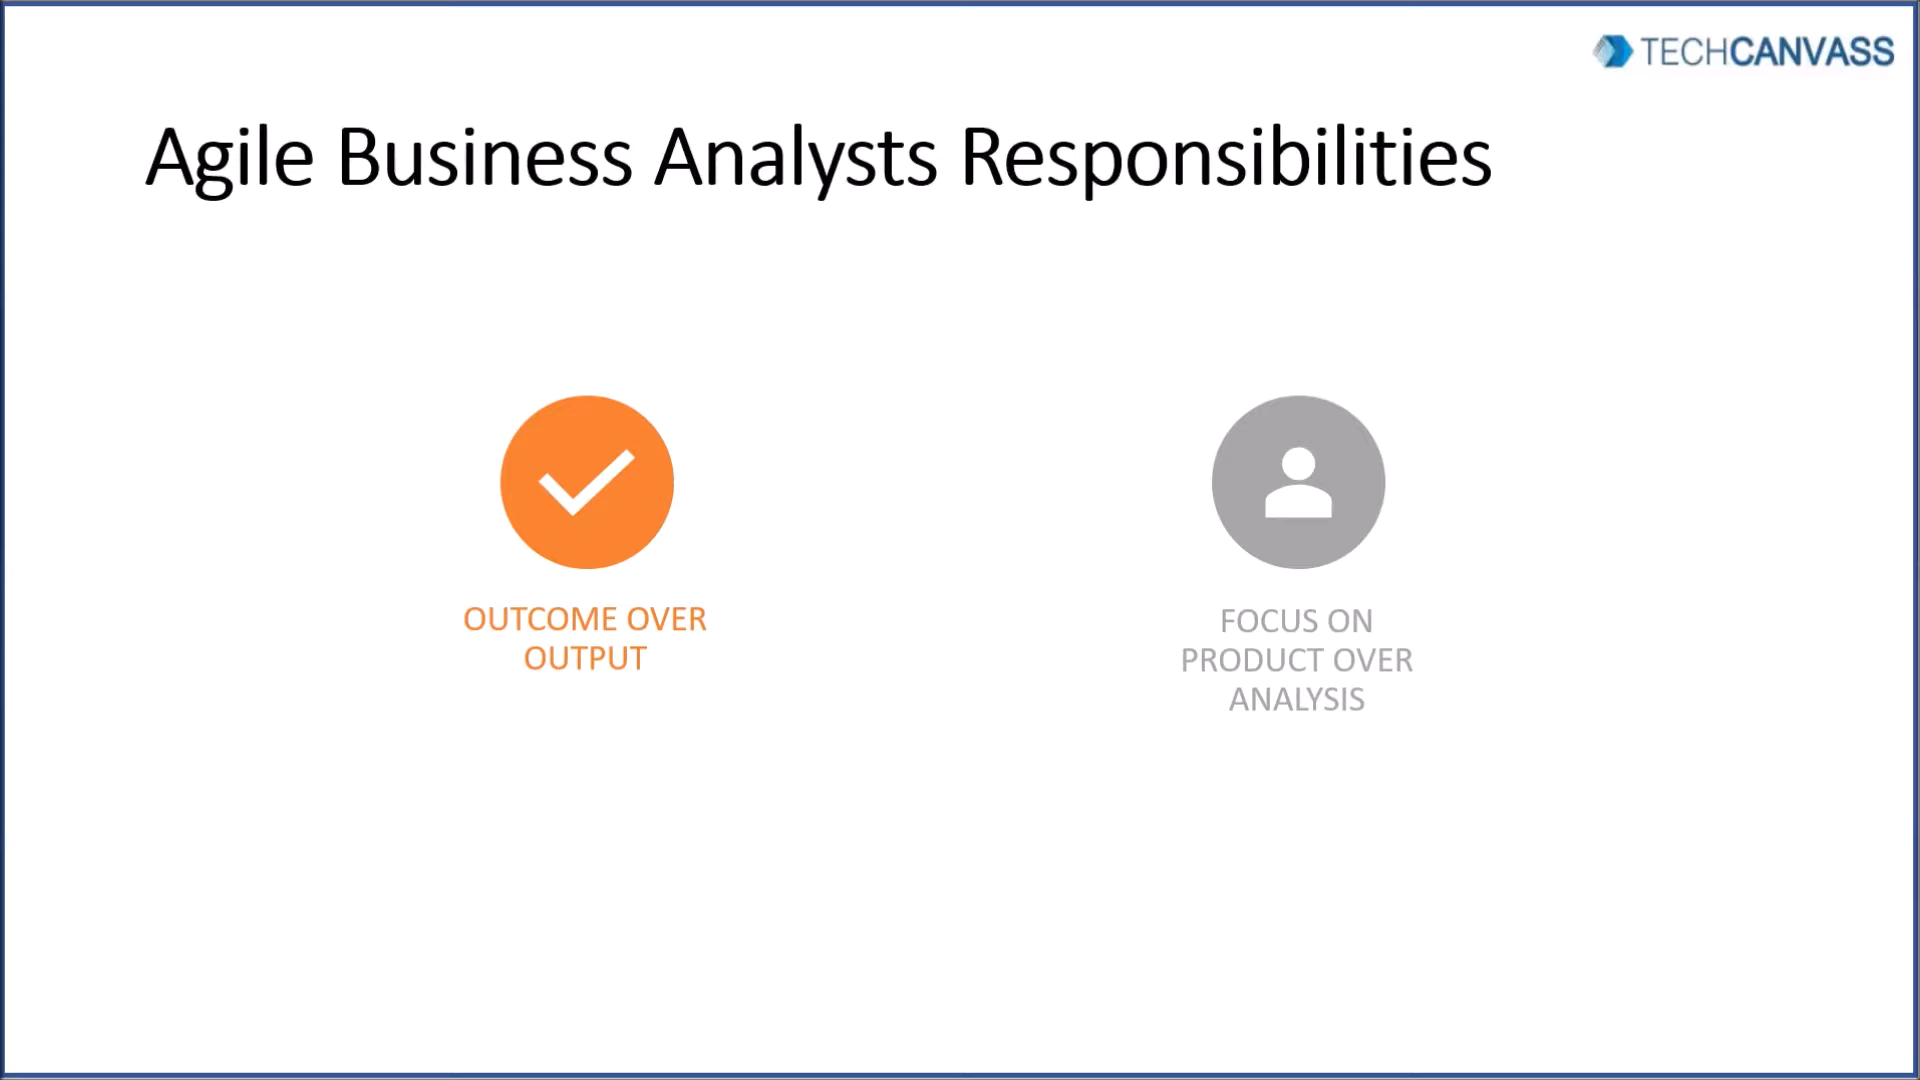 TECHCANVASS
Agile Business Analysts Responsibilities
OUTCOME OVER
OUTPUT
FOCUS ON
PRODUCT OVER
ANALYSIS